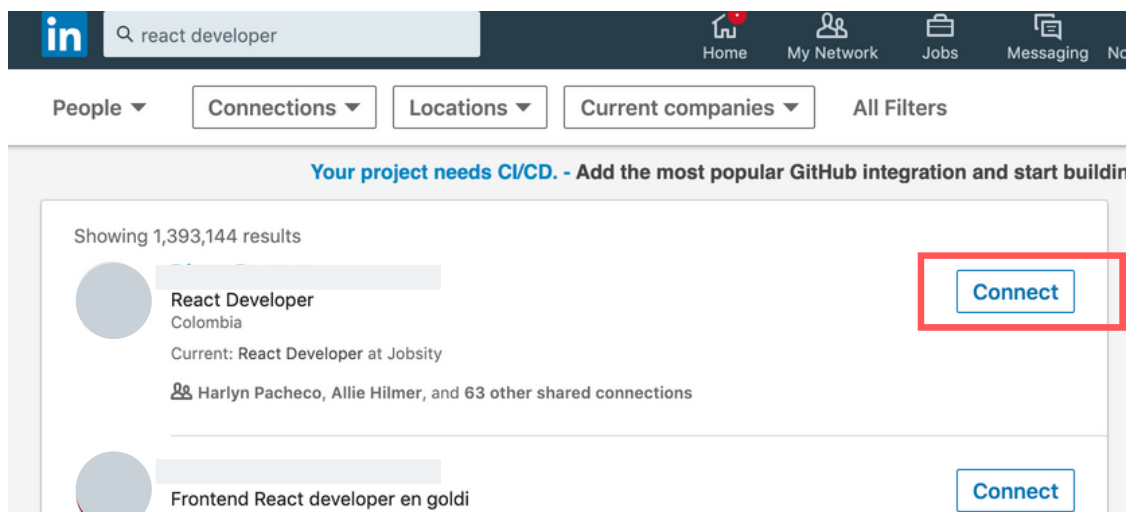 in
react developer
Home
My Network
Jobs
Messaging
People
Connections
Locations
Current companies
All Filters
Your project needs CI/CD. - Add the most popular GitHub integration and start
Showing 1,393,144 results
Connect
React Developer
Colombia
Current: React Developer at Jobsity
Harlyn Pacheco, Allie Hilmer, and 63 other shared connections
Connect
Frontend React developer en goldi